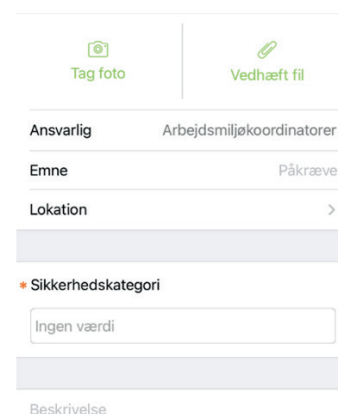 Tag foto
Vedhæft fil
Ansvarlig Arbejdsmiljøkoordinatorer
Emne Påkræve
Lokation
* Sikkerhedskategori
Ingen værdi
Beskrivelse